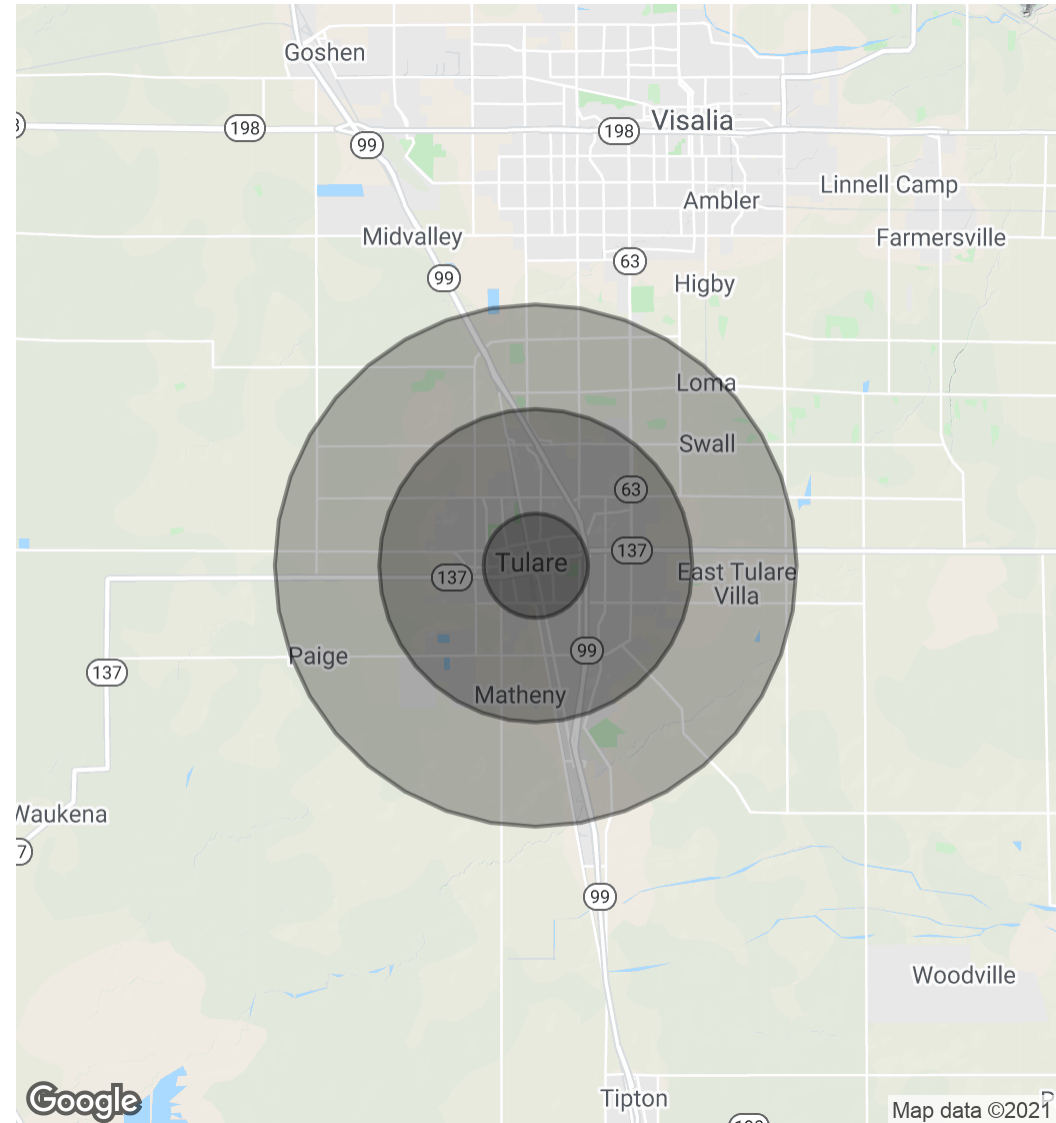 Goshen
198
99
198
Visalia
Linnell Camp
Ambler
Midvalley
Farmersville
63
99
Higby
Loma
Swall
63
137
Tulare
137
East Tulare
Villa
99
Paige
137
Matheny
Waukena
7
99
Woodville
Tipton
Google
Map data ©2021